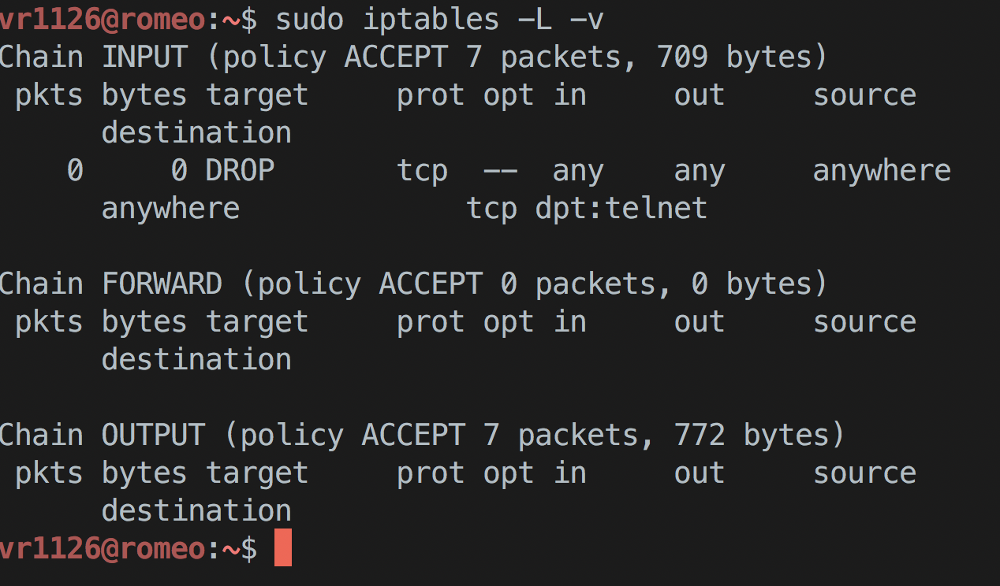 vr1126@romeo:~$ sudo iptables -L -v
Chain INPUT (policy ACCEPT 7 packets, 709 bytes)
 pkts bytes target     prot opt in     out     source
      destination
    0     0 DROP       tcp  --  any    any     anywhere
      anywhere             tcp dpt:telnet

Chain FORWARD (policy ACCEPT 0 packets, 0 bytes)
 pkts bytes target     prot opt in     out     source
      destination

Chain OUTPUT (policy ACCEPT 7 packets, 772 bytes)
 pkts bytes target     prot opt in     out     source
      destination
vr1126@romeo:~$